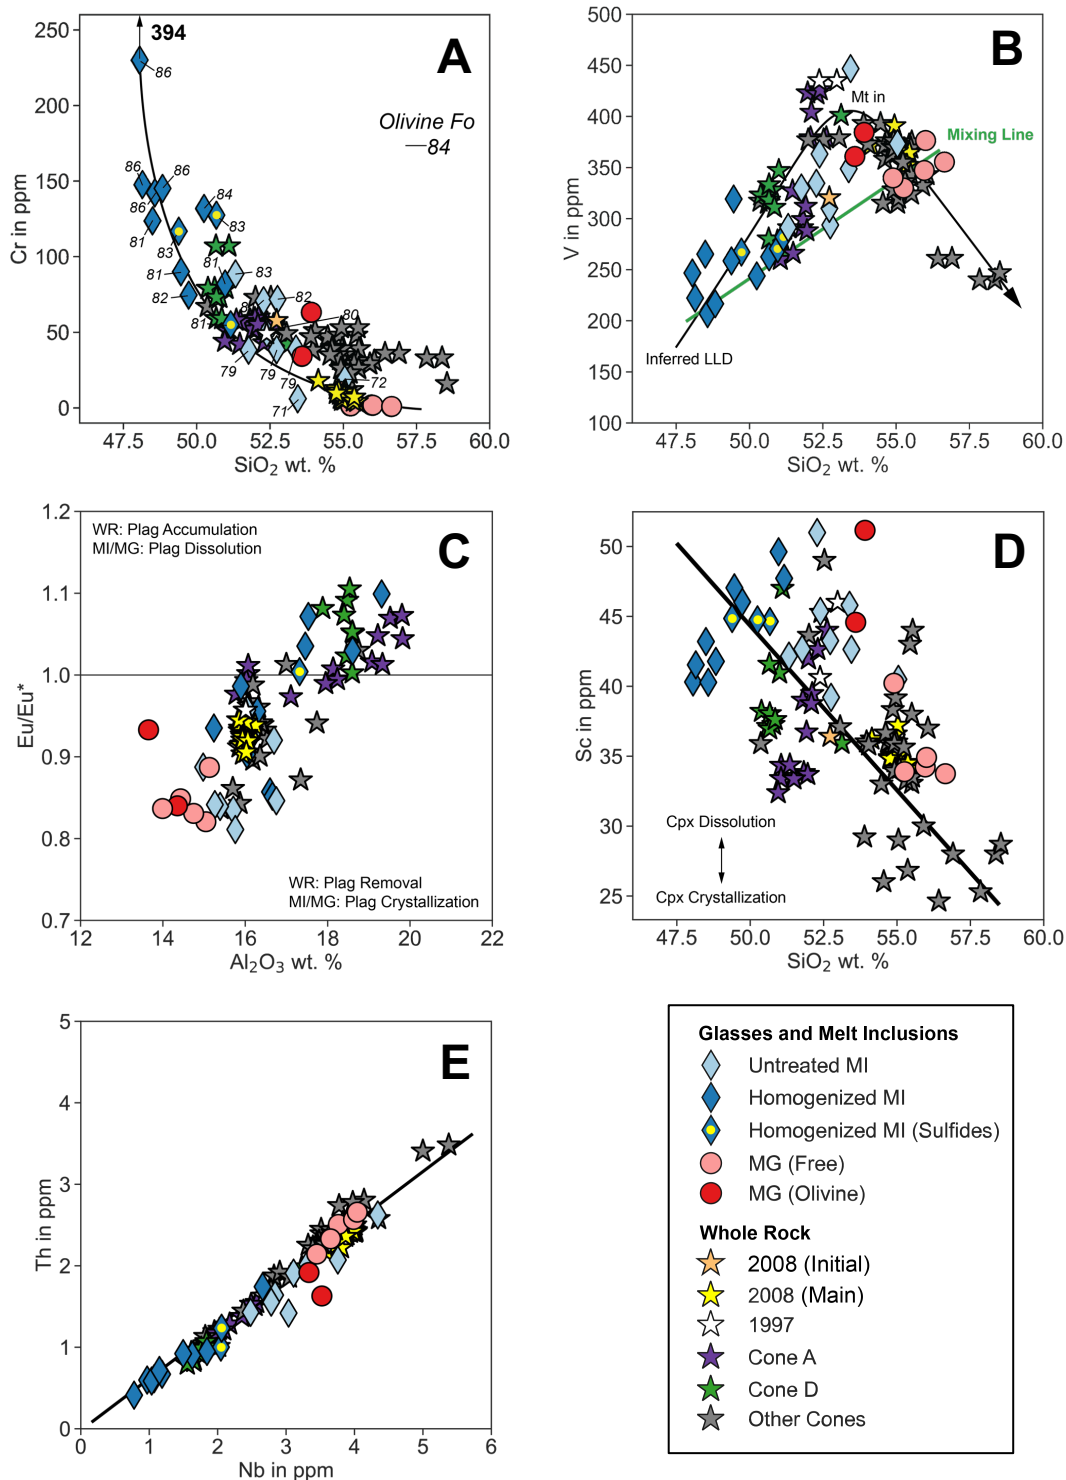 A
394
Olivine Fo
84
250
200
150
100
50
0
Cr in ppm
86
86
86
86
81
83
84
83
81
82
81
83
82
81
80
79
79
79
72
71
47.5 50.0 52.5 55.0 57.5 60.0
SiO2 wt. %
B
500
450
400
350
300
250
200
100
V in ppm
Mt in
Mixing Line
Inferred LLD
47.5 50.0 52.5 55.0 57.5 60.0
SiO2 wt. %
C
WR: Plag Accumulation
MI/MG: Plag Dissolution
1.2
1.1
1.0
0.9
0.8
0.7
Eu/Eu*
WR: Plag Removal
MI/MG: Plag Crystallization
12 14 16 18 20 22
Al2O3 wt. %
D
50
45
40
35
30
25
Sc in ppm
Cpx Dissolution
Cpx Crystallization
47.5 50.0 52.5 55.0 57.5 60.0
SiO2 wt. %
E
5
4
3
2
1
0
Th in ppm
0 1 2 3 4 5 6
Nb in ppm
Glasses and Melt Inclusions
Untreated MI
Homogenized MI
Homogenized MI (Sulfides)
MG (Free)
MG (Olivine)
Whole Rock
2008 (Initial)
2008 (Main)
1997
Cone A
Cone D
Other Cones